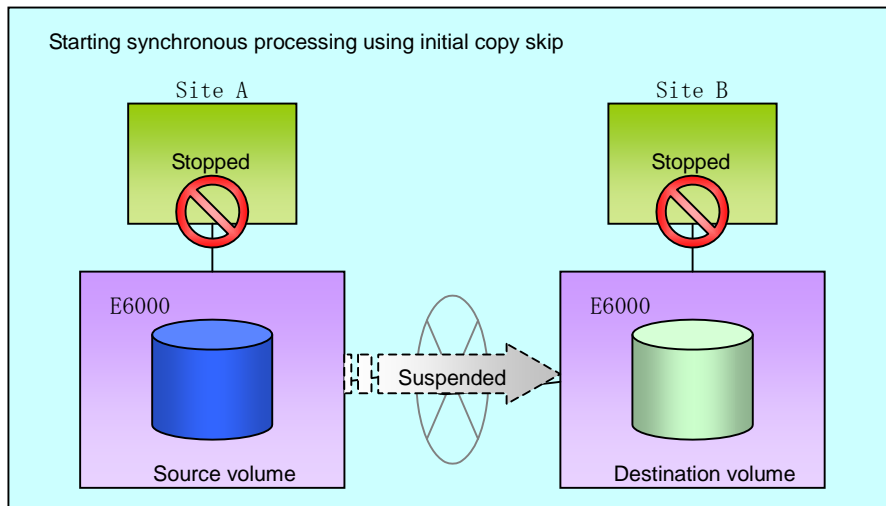 Starting synchronous processing using initial copy skip
Site A
Site B
Stopped
Stopped
E6000
E6000
Suspended
Source volume
Destination volume